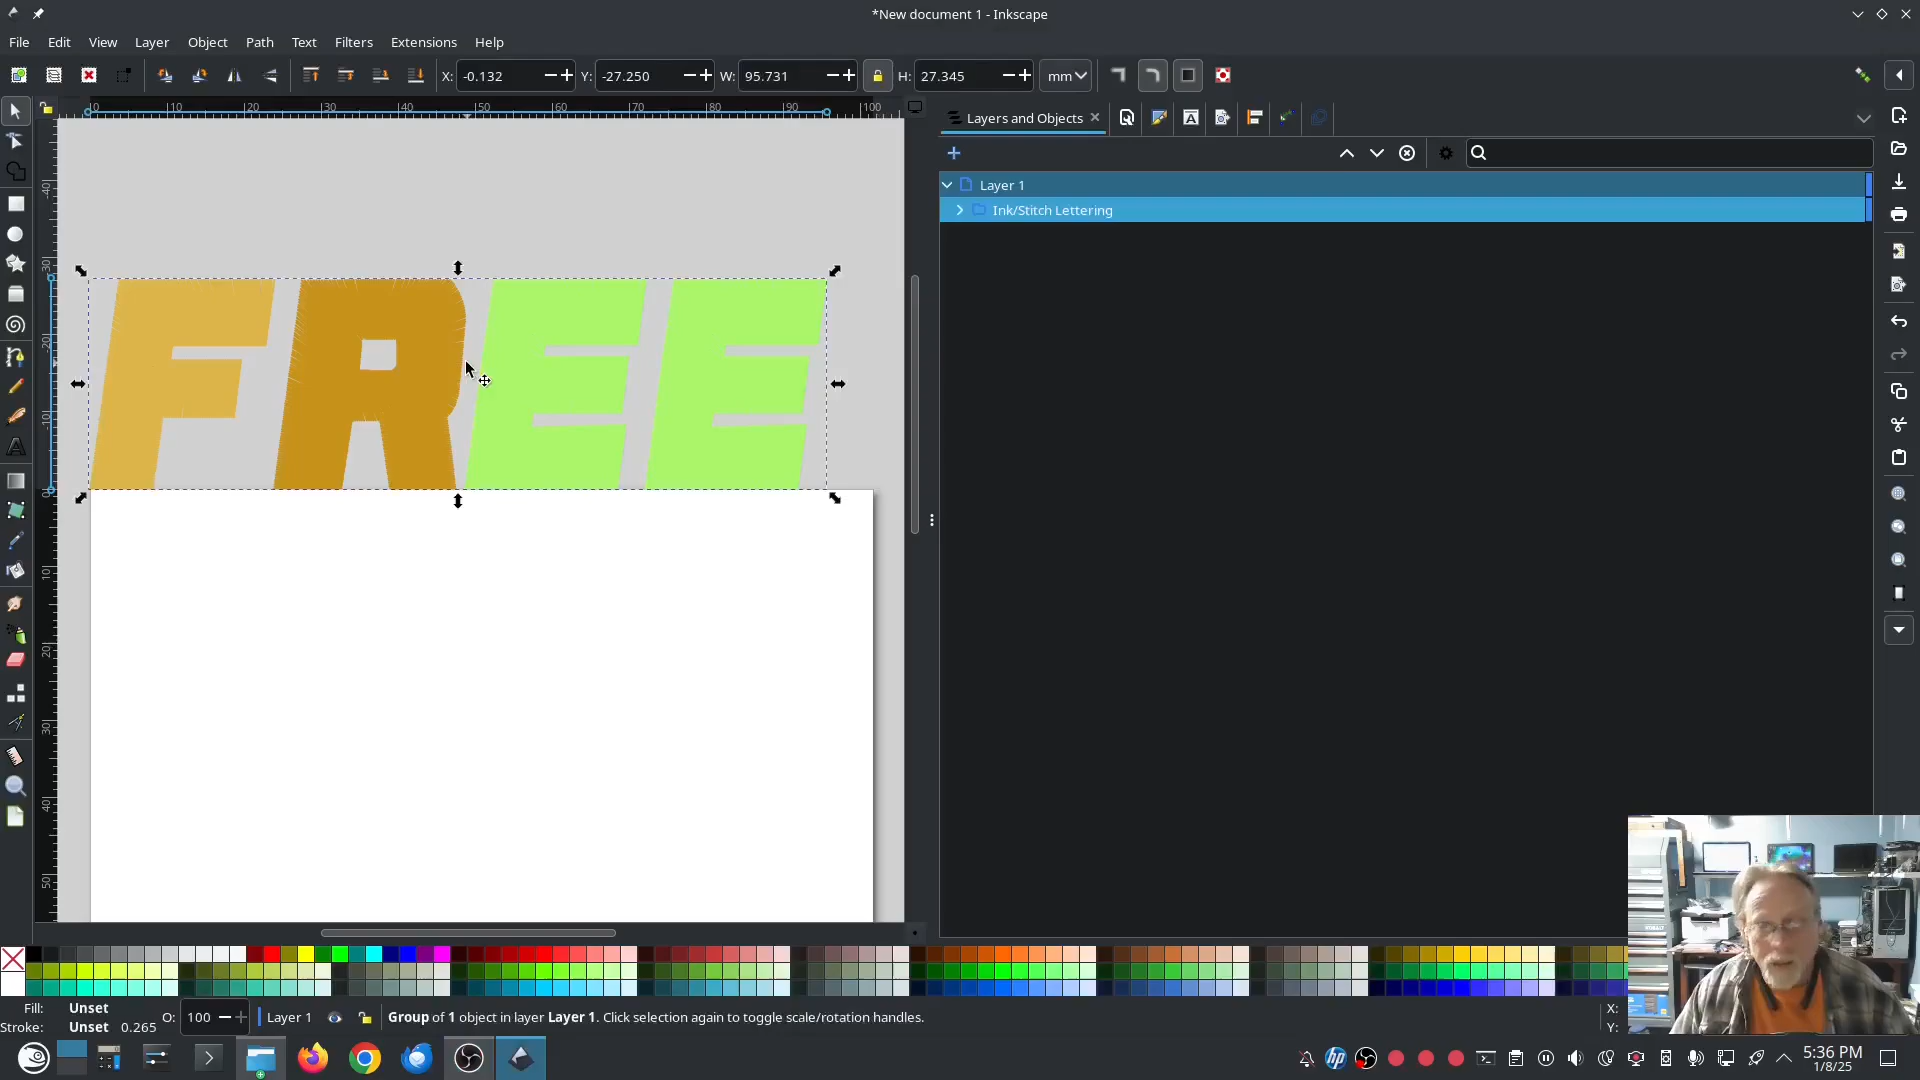 *New document 1 - Inkscape
File Edit View Layer Object Path Filters Text Extensions Help
X: -0.132 Y: -27.250 W: 95.731 H: 27.345 mm
Layers and Objects
Layer 1
Ink/Stitch Lettering
FREE
Fill: Unset
Stroke: Unset 0.265
O: 100
Layer 1
Group of 1 object in layer Layer 1. Click selection again to toggle scale/rotation handles.
X:
Y:
5:36 PM
1/8/25